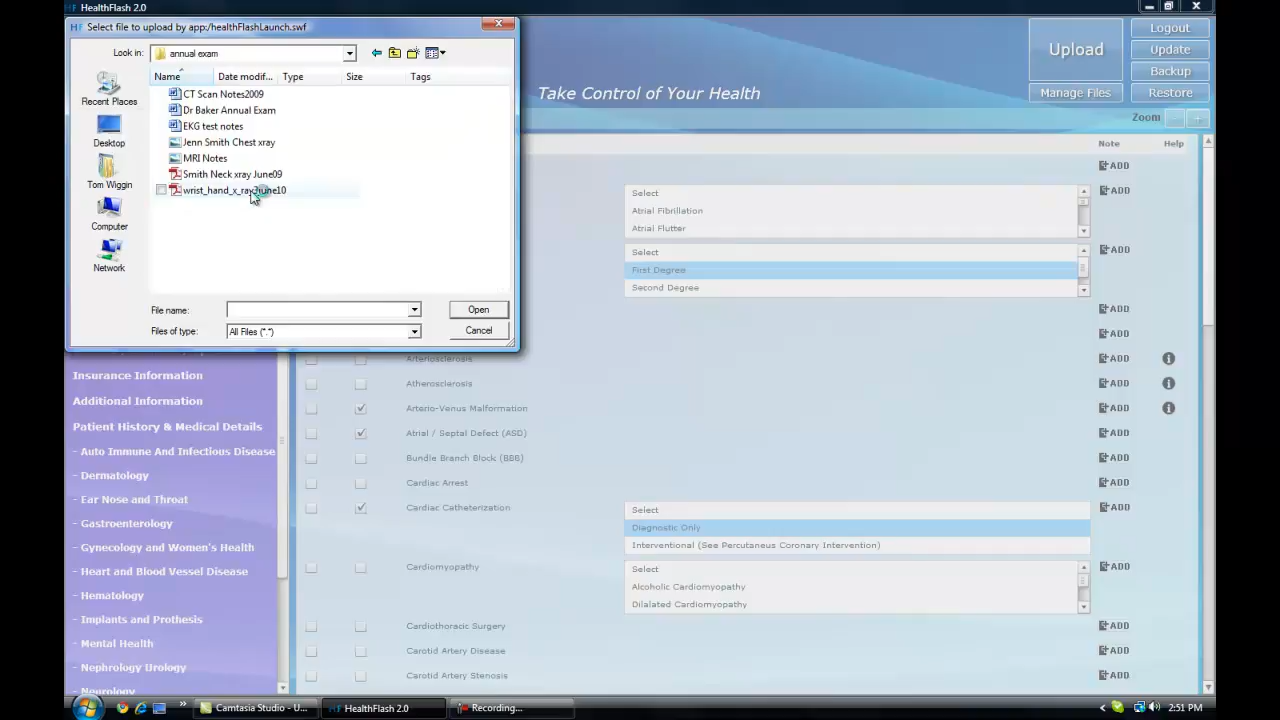 HealthFlash 2.0
Select file to upload by app:/healthFlashLaunch.swf
Look in:
annual exam
Name
Date modif...
Type
Size
Tags
CT Scan Notes2009
Dr Baker Annual Exam
EKG test notes
Jenn Smith Chest xray
MRI Notes
Smith Neck xray June09
Recent Places
Desktop
Tom Wiggin
Computer
Network
File name:
Open
Files of type:
All Files (*.*)
Cancel
Take Control of Your Health
Upload
Manage Files
Logout
Update
Backup
Restore
Zoom
Note
Help
ADD
Select
ADD
Atrial Fibrillation
Atrial Flutter
Select
ADD
First Degree
Second Degree
ADD
ADD
Arteriosclerosis
ADD
Atherosclerosis
ADD
Arterio-Venus Malformation
ADD
Atrial / Septal Defect (ASD)
ADD
Bundle Branch Block (BBB)
ADD
Cardiac Arrest
ADD
Cardiac Catheterization
Select
ADD
Diagnostic Only
Interventional (See Percutaneus Coronary Intervention)
Cardiomyopathy
Select
ADD
Alcoholic Cardiomyopathy
Dilalated Cardiomyopathy
Cardiothoracic Surgery
ADD
Carotid Artery Disease
ADD
Carotid Artery Stenosis
ADD
Insurance Information
Additional Information
Patient History & Medical Details
- Auto Immune And Infectious Disease
- Dermatology
- Ear Nose and Throat
- Gastroenterology
- Gynecology and Women's Health
- Heart and Blood Vessel Disease
- Hematology
- Implants and Prothesis
- Mental Health
- Nephrology Urology
- Neurology
Camtasia Studio - U...
HealthFlash 2.0
Recording...
2:51 PM